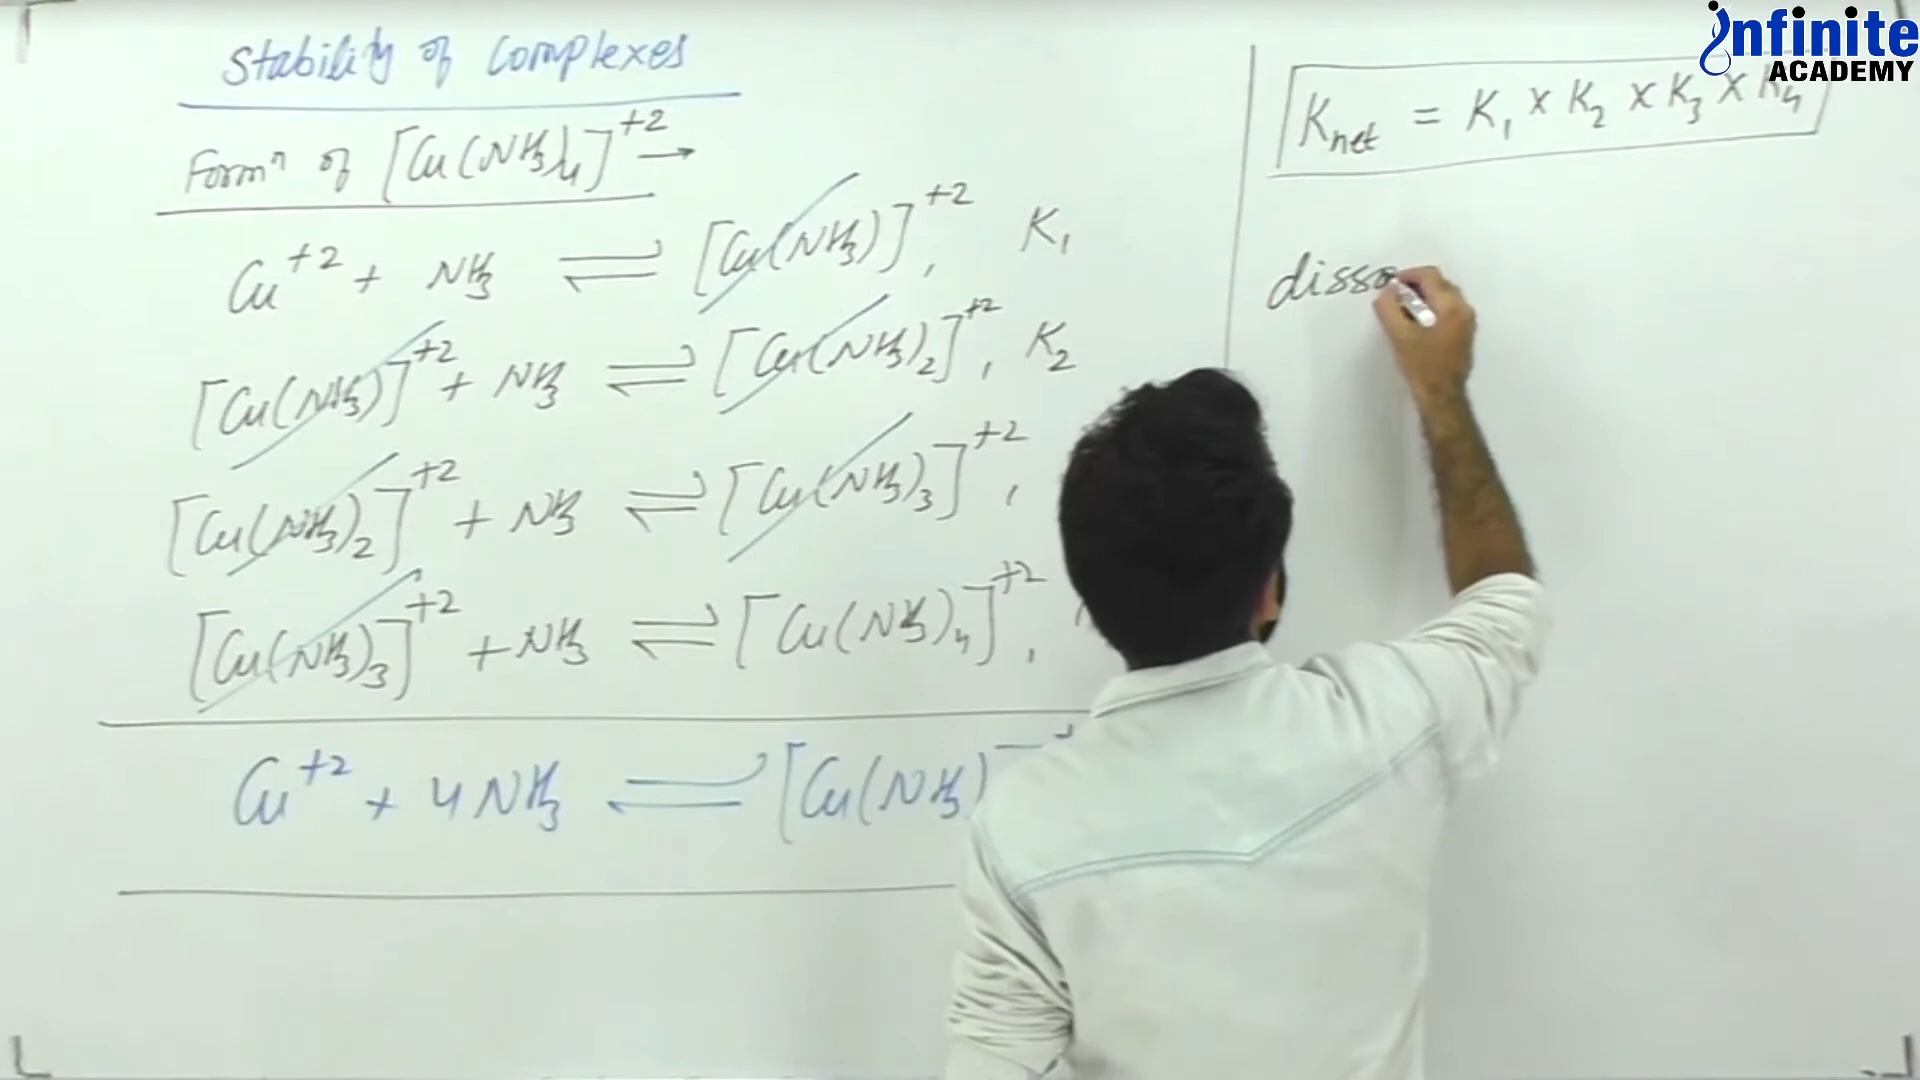 Stability of Complexes
Formⁿ of [Cu(NH3)4]^+2 →
Cu^+2 + NH3 ⇌ [Cu(NH3)]^+2, K1
[Cu(NH3)]^+2 + NH3 ⇌ [Cu(NH3)2]^+2, K2
[Cu(NH3)2]^+2 + NH3 ⇌ [Cu(NH3)3]^+2,
[Cu(NH3)3]^+2 + NH3 ⇌ [Cu(NH3)4]^+2,
Cu^+2 + 4NH3 ⇌ [Cu(NH3)
infinite
ACADEMY
Knet = K1 × K2 × K3 × K4
disso